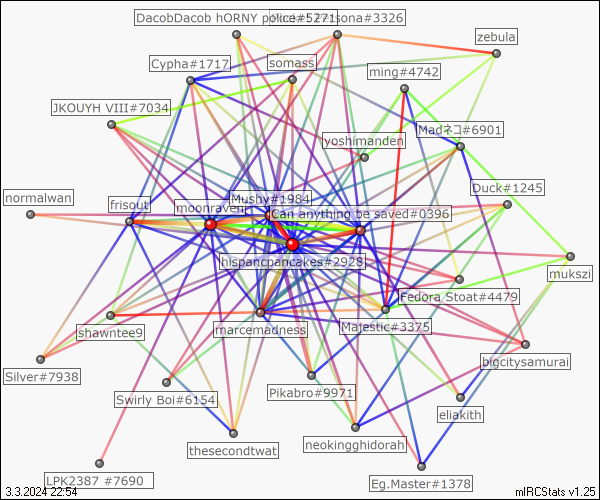 DacobDacob hORNY police#5271
sona#3326
zebula
Cypha#1717
somass
ming#4742
JKOUYH VIII#7034
Madネコ#6901
yoshimanden
Duck#1245
normalwan
frisout
moonraven
Mushy#1984
Can anything be saved#0396
hispancpancakes#2928
mukszi
Fedora Stoat#4479
shawntee9
marcemadness
Majestic#3375
bigcitysamurai
Silver#7938
Swirly Boi#6154
Pikabro#9971
eliakith
thesecondtwat
neokingghidorah
LPK2387 #7690
Eg.Master#1378
3.3.2024 22:54
mIRCStats v1.25